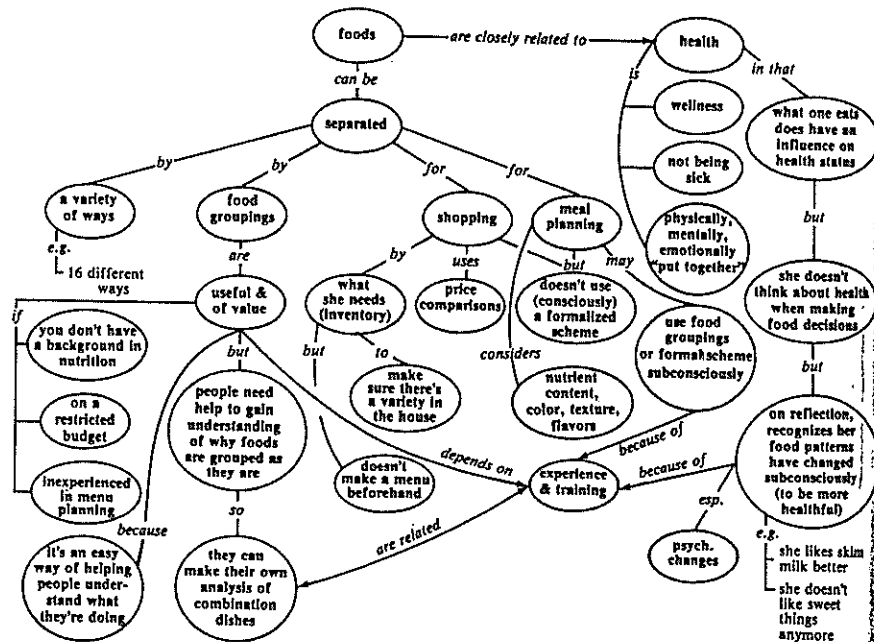 foods
are closely related to
health
can be
is
in that
separated
wellness
what one eats
does have an
influence on
health status
by
by
for
for
not being
sick
a variety
of ways
food
groupings
shopping
meal
planning
physically,
mentally,
emotionally
"put together"
but
e.g.
are
by
uses
but
may
16 different
ways
useful &
of value
what
she needs
(inventory)
price
comparisons
doesn't use
(consciously)
a formalized
scheme
she doesn't
think about health
when making
food decisions
if
you don't have
a background in
nutrition
but
but
to
considers
use food
groupings
or formal scheme
subconsciously
but
people need
help to gain
understanding
of why foods
are grouped as
they are
make
sure there's
a variety in
the house
nutrient
content,
color, texture,
flavors
on a
restricted
budget
on reflection,
recognizes her
food patterns
have changed
subconsciously
(to be more
healthful)
because of
depends on
doesn't
make a menu
beforehand
experience
& training
because of
inexperienced
in menu
planning
because
so
esp.
e.g.
are related
it's an easy
way of helping
people under-
stand what
they're doing
they can
make their own
analysis of
combination
dishes
psych.
changes
she likes skim
milk better
she doesn't
like sweet
things
anymore